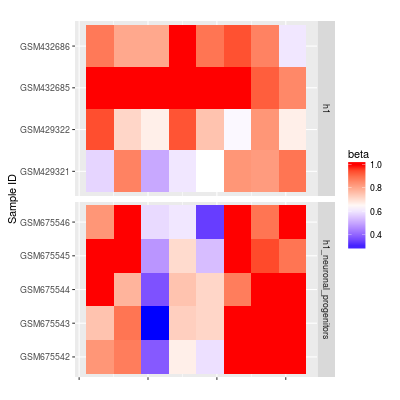 GSM432686
GSM432685
GSM429322
GSM429321
h1
GSM675546
GSM675545
GSM675544
GSM675543
GSM675542
h1_neuronal_progenitors
Sample ID
beta
1.0
0.8
0.6
0.4